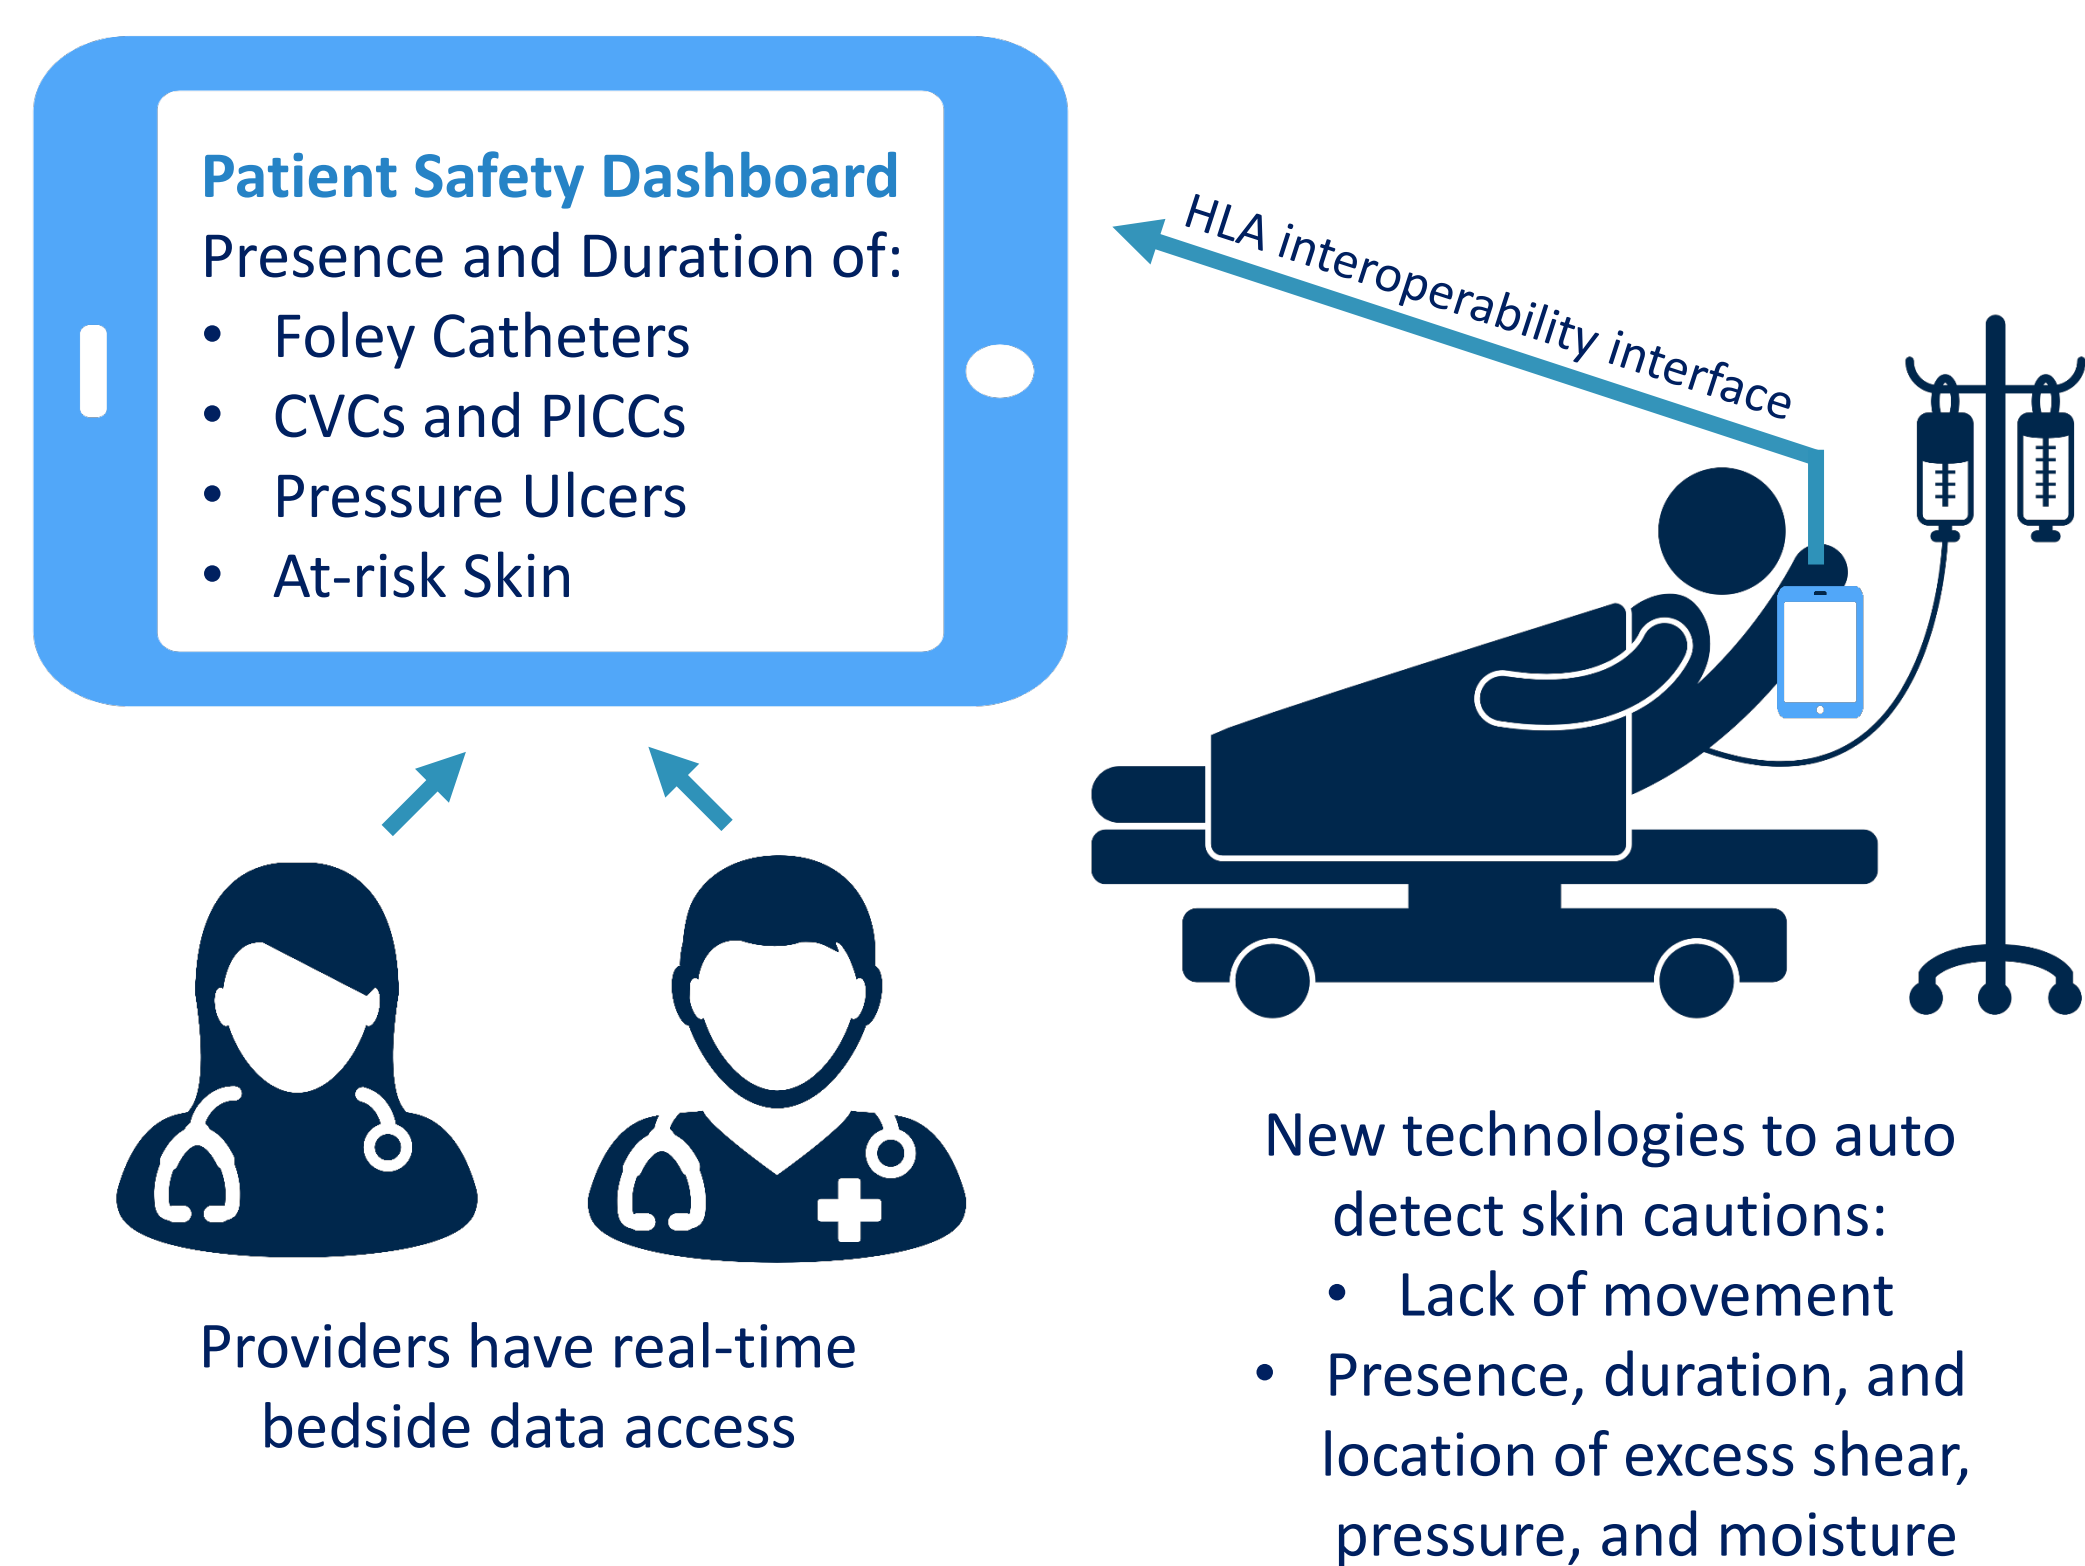 Patient Safety Dashboard
Presence and Duration of:
• Foley Catheters
• CVCs and PICCs
• Pressure Ulcers
• At-risk Skin
HLA interoperability interface
Providers have real-time
bedside data access
New technologies to auto
detect skin cautions:
• Lack of movement
• Presence, duration, and
location of excess shear,
pressure, and moisture